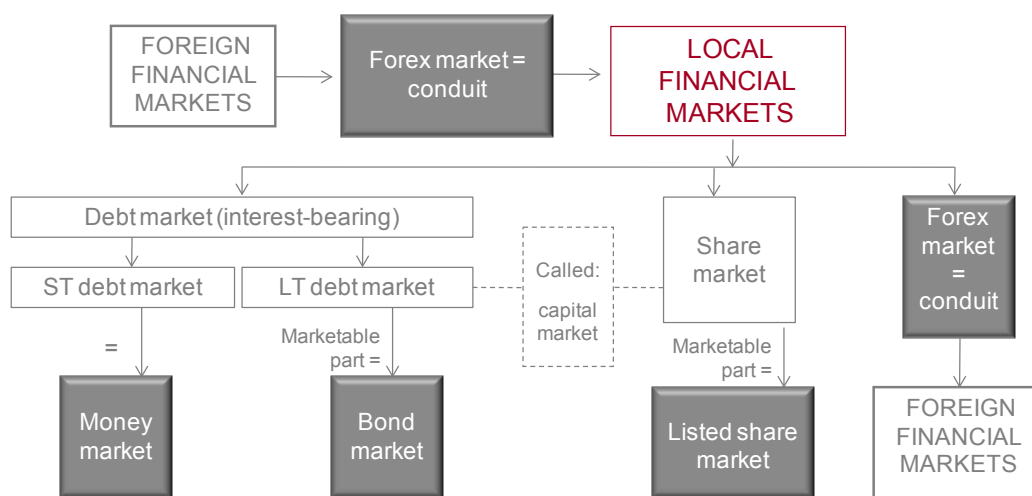 FOREIGN
FINANCIAL
MARKETS
Forex market =
conduit
LOCAL
FINANCIAL
MARKETS
Debt market (interest-bearing)
ST debt market
LT debt market
Called:
capital
market
Share
market
Forex
market
=
conduit
=
Marketable
part =
Marketable
part =
Money
market
Bond
market
Listed share
market
FOREIGN
FINANCIAL
MARKETS